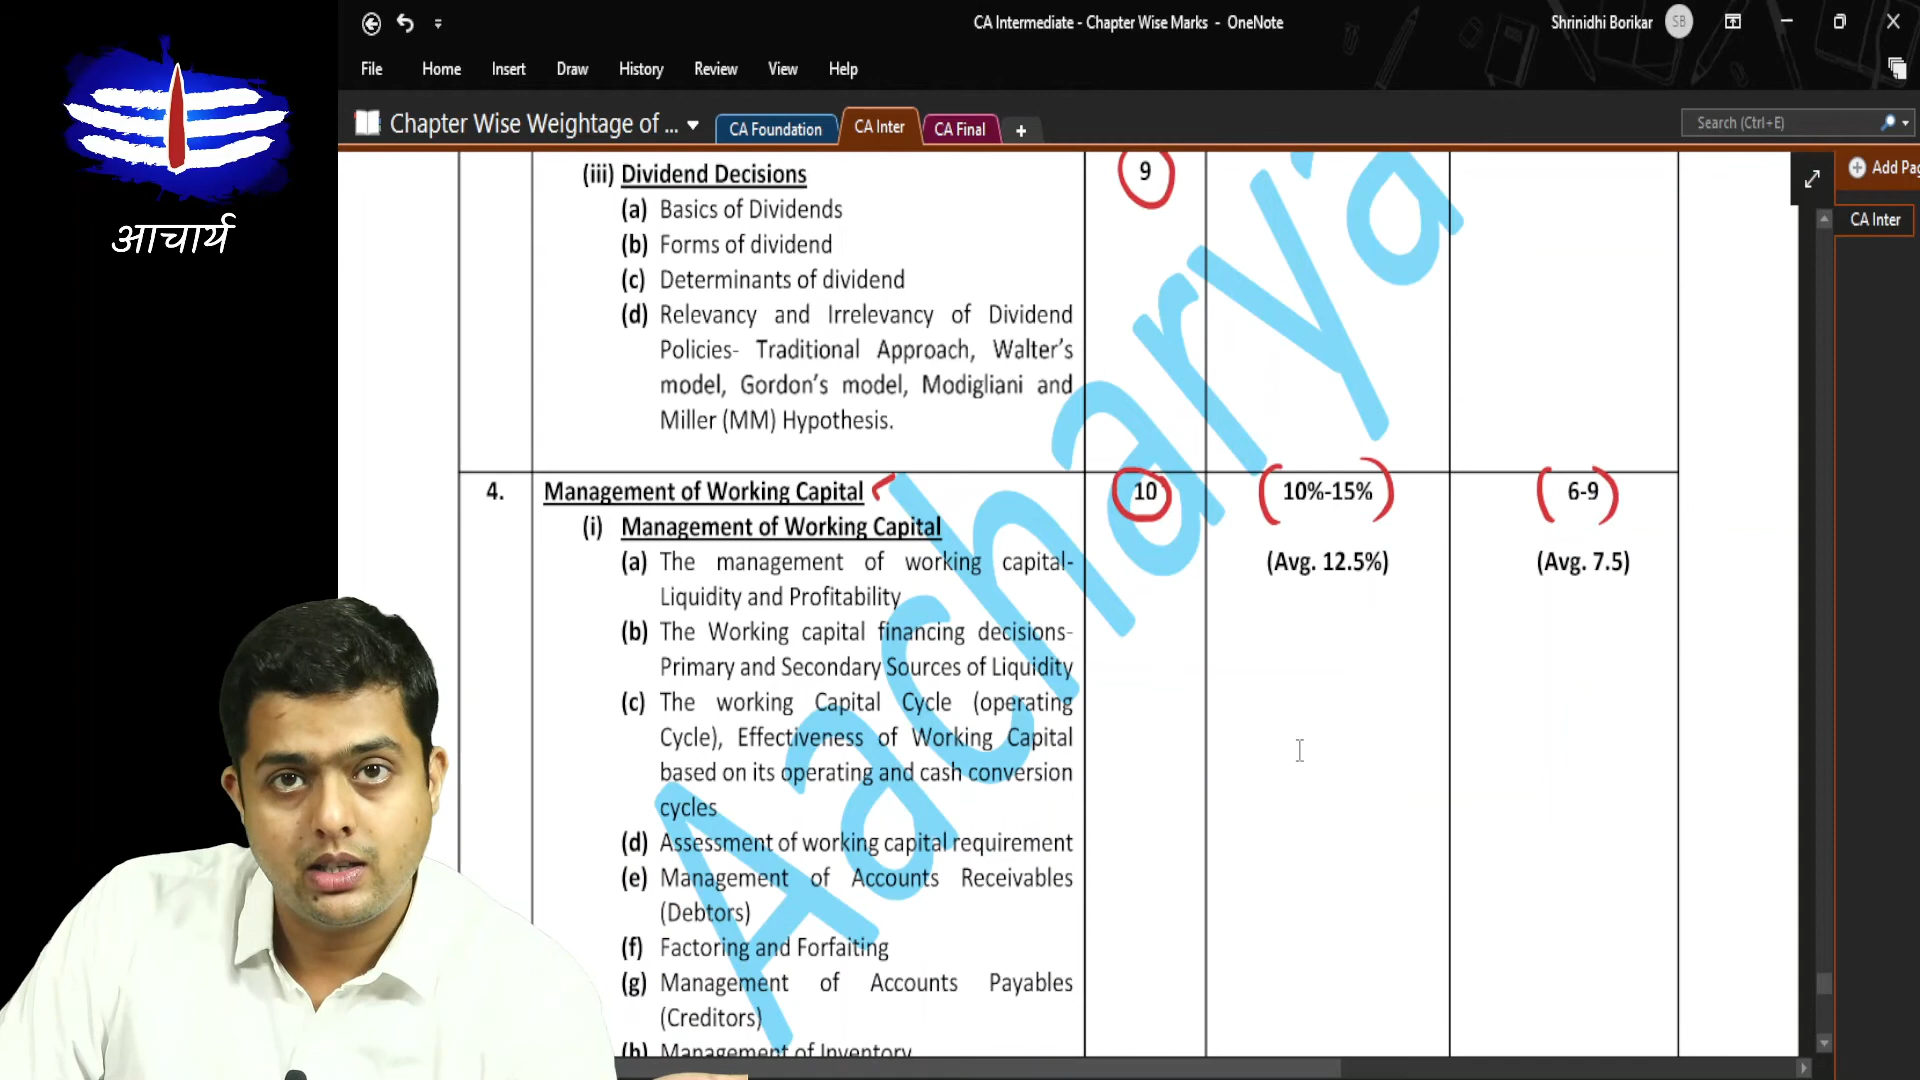 CA Intermediate - Chapter Wise Marks - OneNote
Shrinidhi Borikar
SB
File Home Insert Draw History Review View Help
Chapter Wise Weightage of ...
CA Foundation
CA Inter
CA Final
+
Search (Ctrl+E)
आचार्य
Add Pag
CA Inter
(iii) Dividend Decisions 9
(a) Basics of Dividends
(b) Forms of dividend
(c) Determinants of dividend
(d) Relevancy and Irrelevancy of Dividend
Policies- Traditional Approach, Walter's
model, Gordon's model, Modigliani and
Miller (MM) Hypothesis.
4. Management of Working Capital 10 10%-15% 6-9
(i) Management of Working Capital
(a) The management of working capital- (Avg. 12.5%) (Avg. 7.5)
Liquidity and Profitability
(b) The Working capital financing decisions-
Primary and Secondary Sources of Liquidity
(c) The working Capital Cycle (operating
Cycle), Effectiveness of Working Capital
based on its operating and cash conversion
cycles
(d) Assessment of working capital requirement
(e) Management of Accounts Receivables
(Debtors)
(f) Factoring and Forfaiting
(g) Management of Accounts Payables
(Creditors)
(h) Management of Inventory
Aacharya